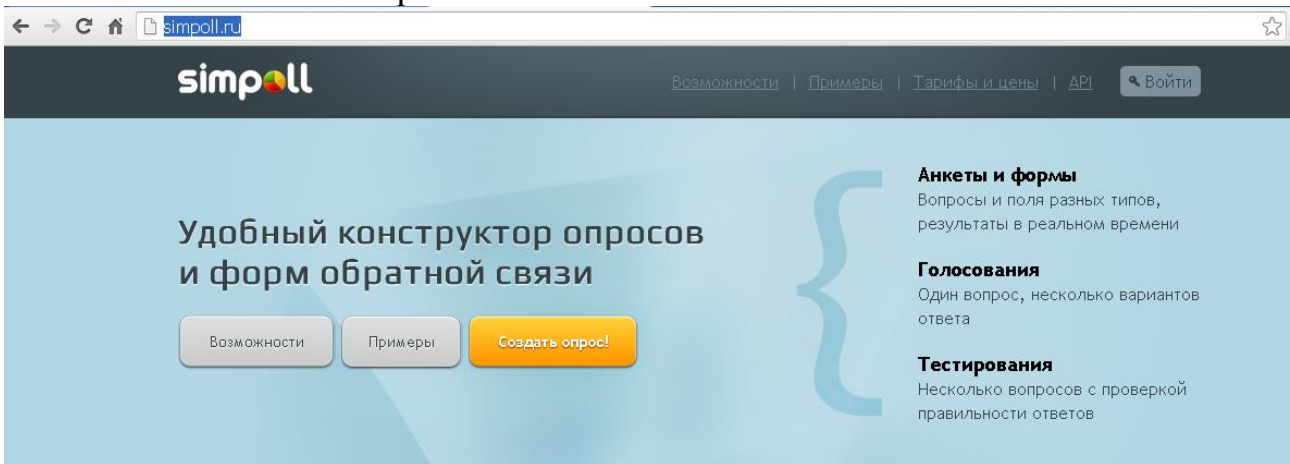 simpoll.ru
simpoll
Возможности | Примеры | Тарифы и цены | API Войти
Удобный конструктор опросов
и форм обратной связи
Возможности Примеры Создать опрос!
Анкеты и формы
Вопросы и поля разных типов,
результаты в реальном времени
Голосования
Один вопрос, несколько вариантов
ответа
Тестирования
Несколько вопросов с проверкой
правильности ответов